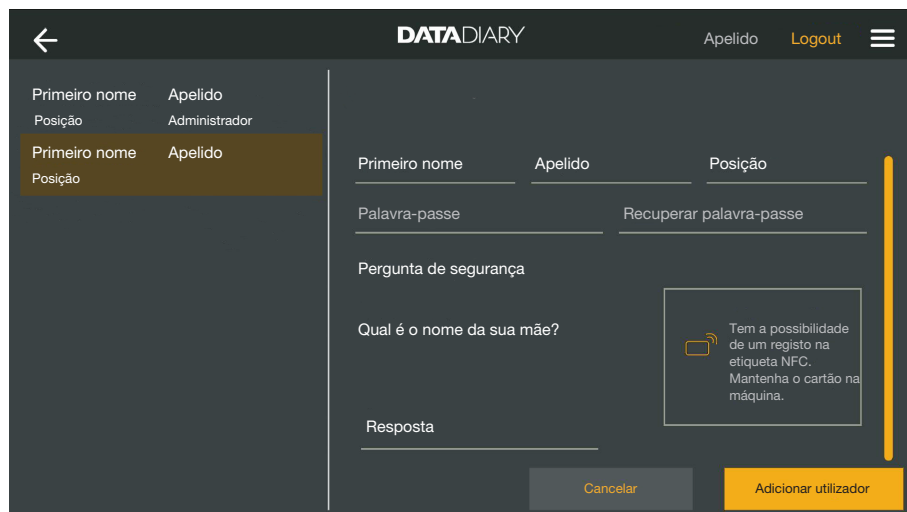 DATADIARY
Apelido Logout
Primeiro nome Apelido
Posição Administrador
Primeiro nome Apelido
Posição
Primeiro nome Apelido Posição
Palavra-passe Recuperar palavra-passe
Pergunta de segurança
Qual é o nome da sua mãe?
Tem a possibilidade
de um registo na
etiqueta NFC.
Mantenha o cartão na
máquina.
Resposta
Cancelar Adicionar utilizador